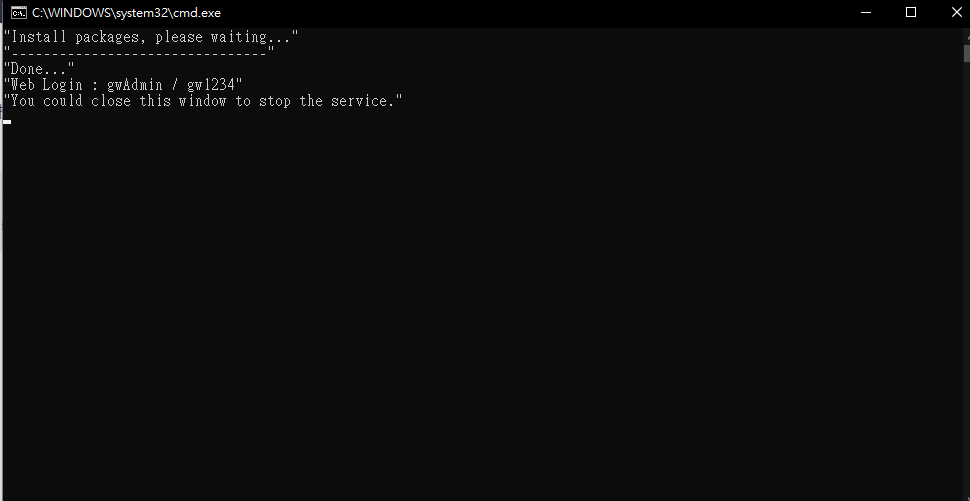 C:\WINDOWS\system32\cmd.exe
"Install packages, please waiting..."
"--------------------------------"
"Done..."
"Web Login : gwAdmin / gw1234"
"You could close this window to stop the service."